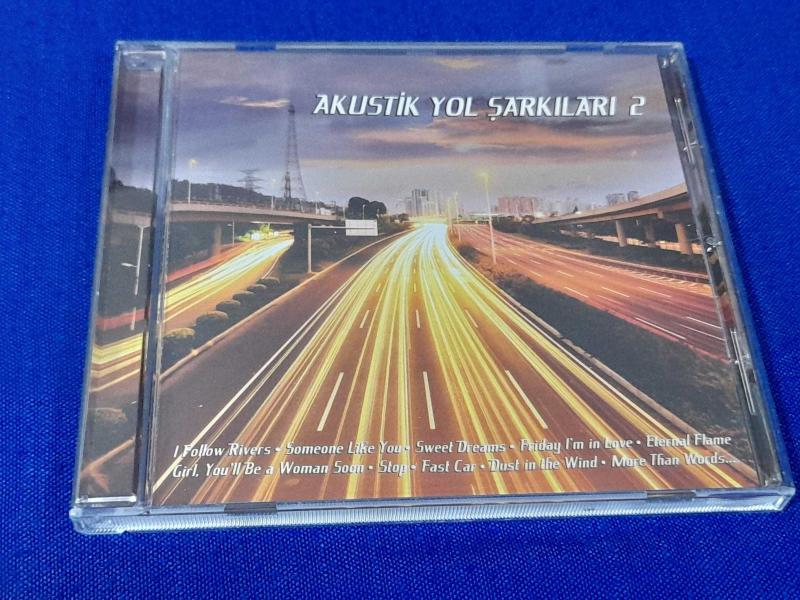 AKUSTİK YOL ŞARKILARI 2
I Follow Rivers • Someone Like You • Sweet Dreams • Friday I'm in Love • Eternal Flame
Girl, You'll Be a Woman Soon • Stop • Fast Car • Dust in the Wind • More Than Words....